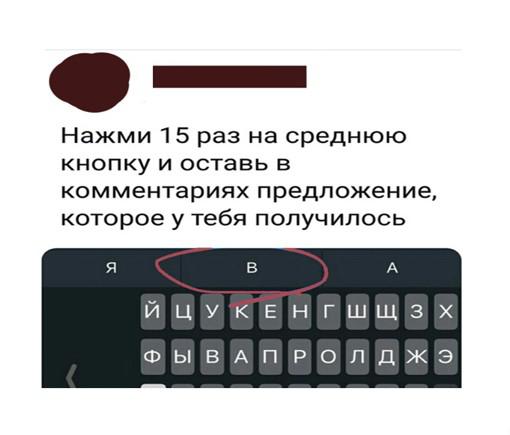 Нажми 15 раз на среднюю
кнопку и оставь в
комментариях предложение,
которое у тебя получилось
Я В А
Й Ц У К Е Н Г Ш Щ З Х
Ф Ы В А П Р О Л Д Ж Э